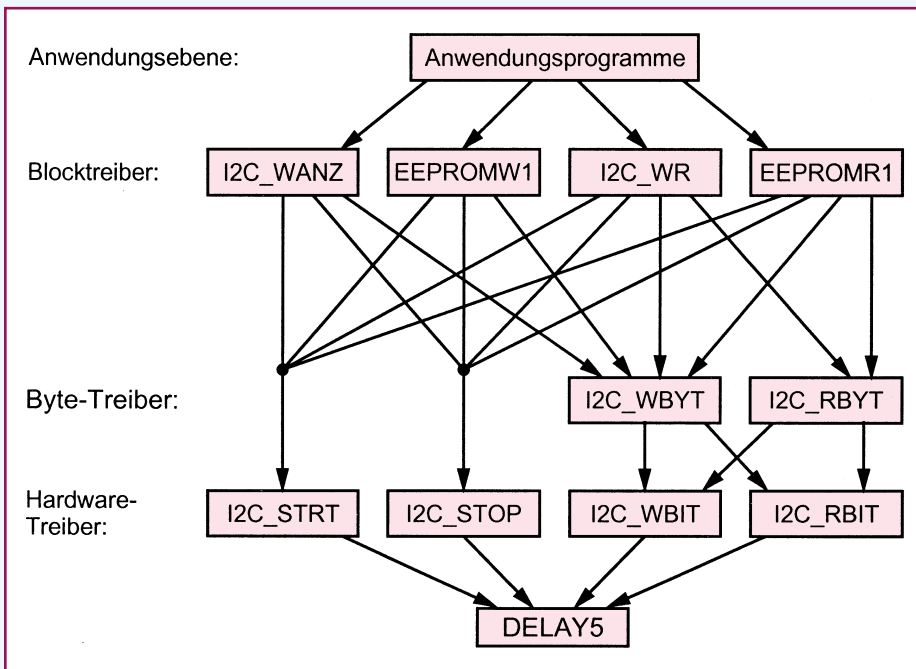 Anwendungsebene:
Anwendungsprogramme
Blocktreiber:
I2C_WANZ
EEPROMW1
I2C_WR
EEPROMR1
Byte-Treiber:
I2C_WBYT
I2C_RBYT
Hardware-
Treiber:
I2C_STRT
I2C_STOP
I2C_WBIT
I2C_RBIT
DELAY5